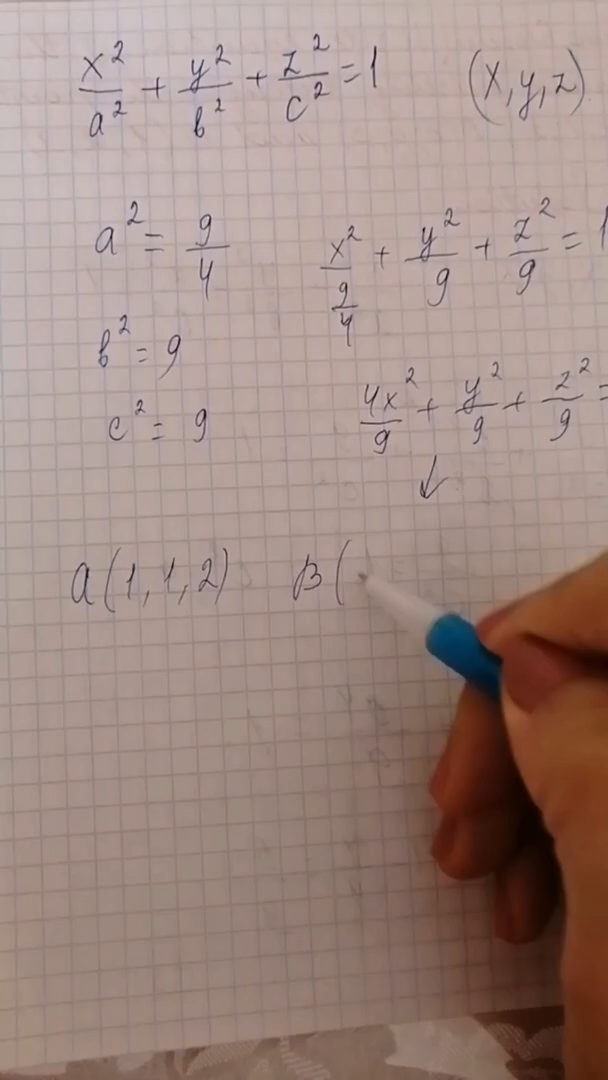 x²/a² + y²/b² + z²/c² = 1 (x, y, z)
a² = 9/4 x²/(9/4) + y²/9 + z²/9 = 1
b² = 9
c² = 9 4x²/9 + y²/9 + z²/9 =
↓
A(1, 1, 2) B(